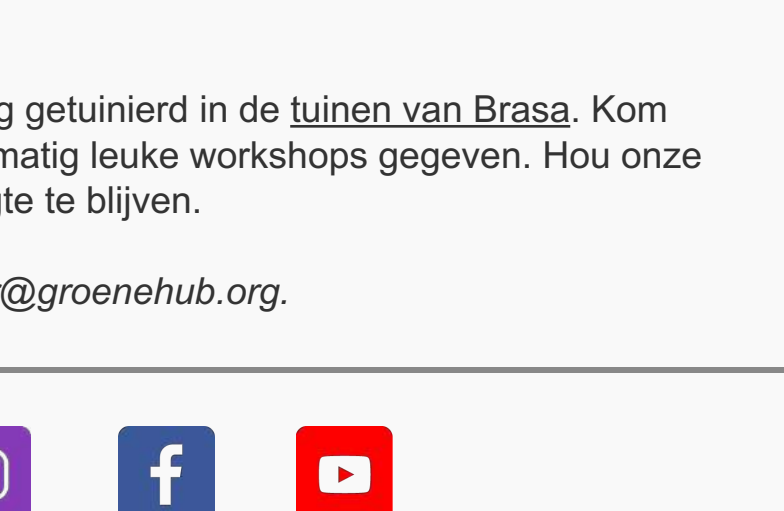 g getuinierd in de tuinen van Brasa. Kom
matig leuke workshops gegeven. Hou onze
gte te blijven.
r@groenehub.org.